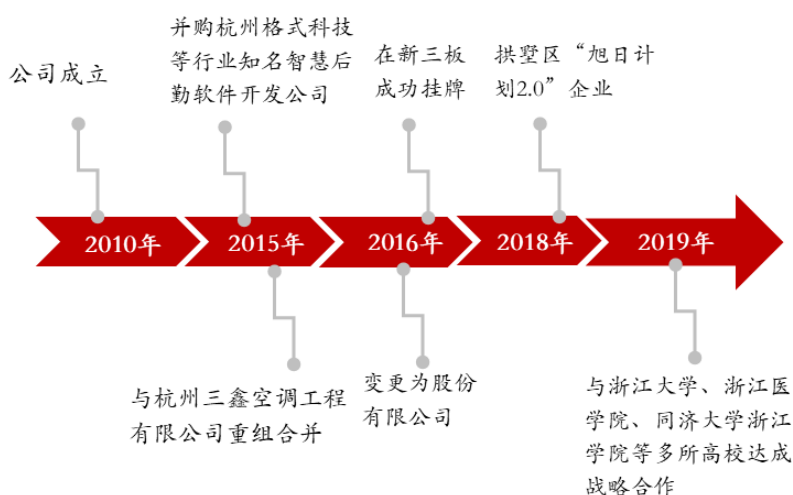 公司成立
并购杭州格式科技
等行业知名智慧后
勤软件开发公司
在新三板
成功挂牌
拱墅区“旭日计
划2.0”企业
2010年
2015年
2016年
2018年
2019年
与杭州三鑫空调工程
有限公司重组合并
变更为股份
有限公司
与浙江大学、浙江医
学院、同济大学浙江
学院等多所高校达成
战略合作